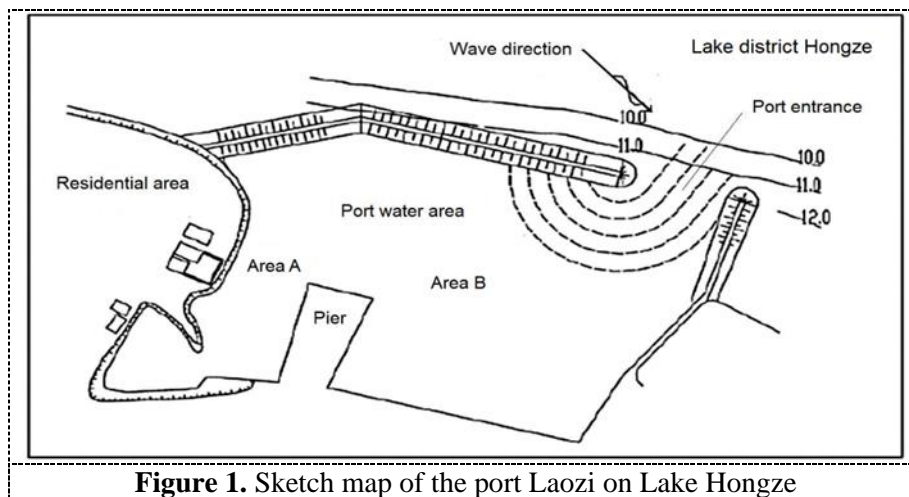 Wave direction
Lake district Hongze
Port entrance
10.0
11.0
10.0
11.0
12.0
Residential area
Port water area
Area A
Area B
Pier
Figure 1. Sketch map of the port Laozi on Lake Hongze